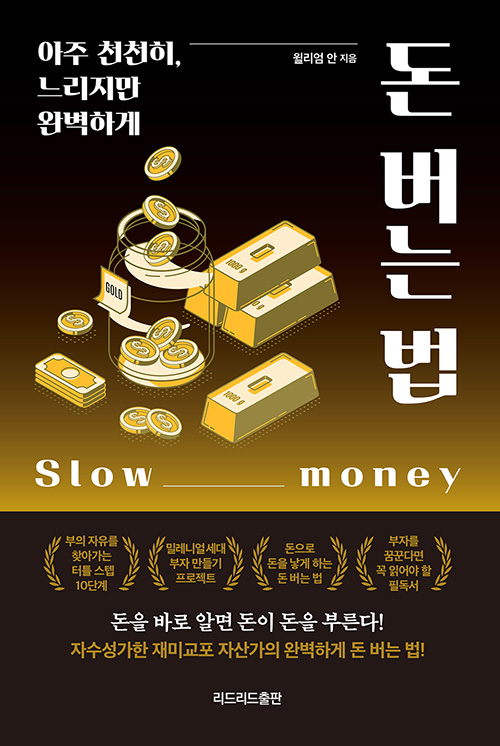 아주 천천히,
느리지만
완벽하게
윌리엄 안 지음
돈 버는 법
GOLD
1000 g
1000 g
Slow money
부의 자유를
찾아가는
터틀 스텝
10단계
밀레니얼 세대
부자 만들기
프로젝트
돈으로
돈을 낳게 하는
돈 버는 법
부자를
꿈꾼다면
꼭 읽어야 할
필독서
돈을 바로 알면 돈이 돈을 부른다!
자수성가한 재미교포 자산가의 완벽하게 돈 버는 법!
리드리드출판